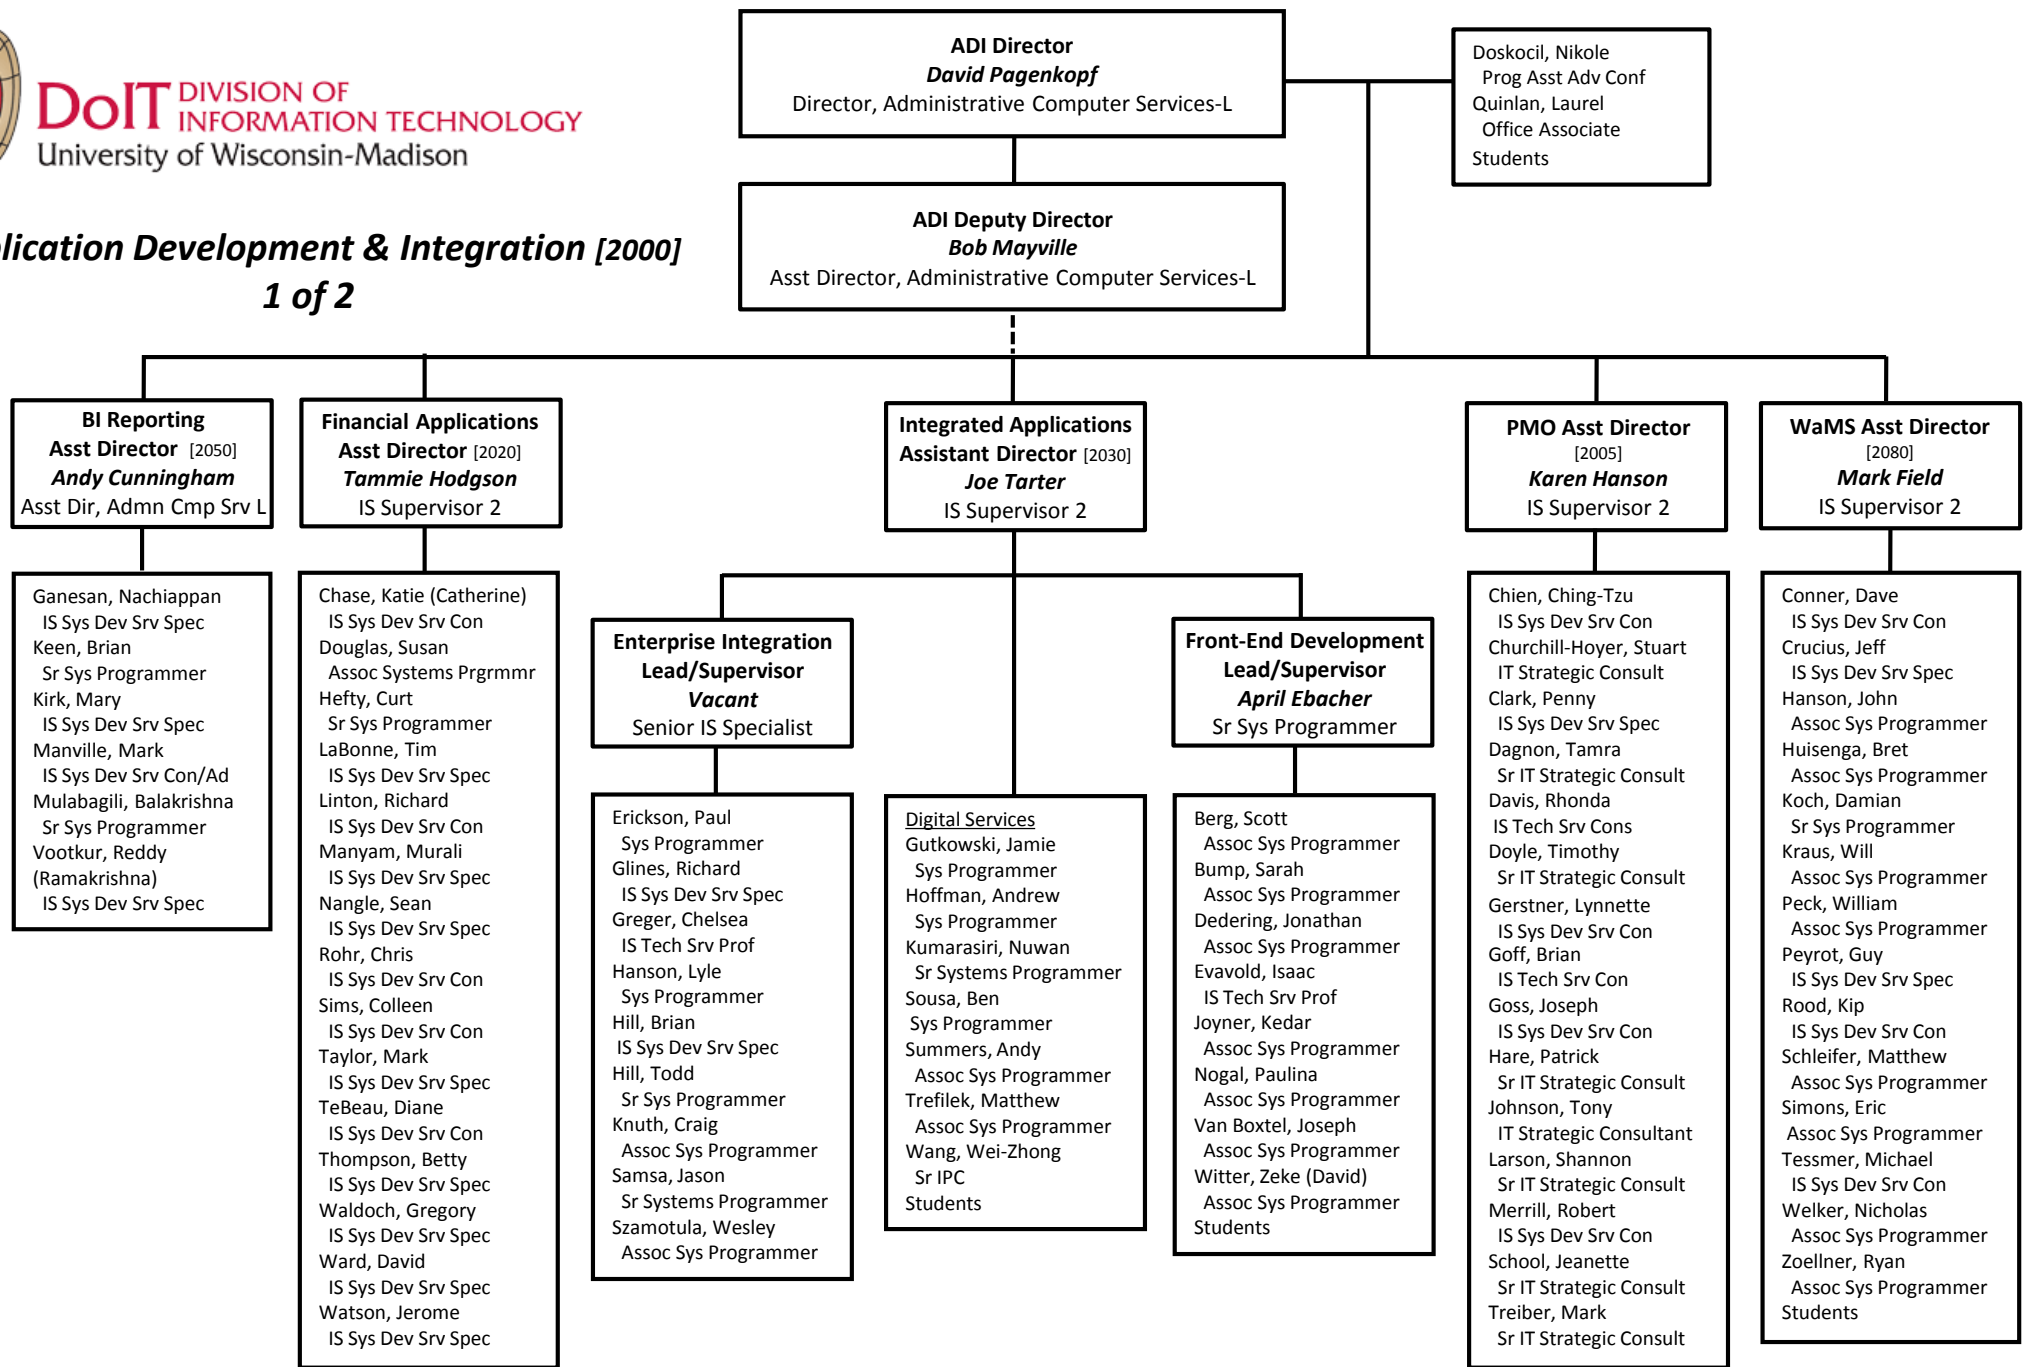 DoIT DIVISION OF
INFORMATION TECHNOLOGY
University of Wisconsin-Madison
lication Development & Integration [2000]
1 of 2
ADI Director
David Pagenkopf
Director, Administrative Computer Services-L
Doskocil, Nikole
Prog Asst Adv Conf
Quinlan, Laurel
Office Associate
Students
ADI Deputy Director
Bob Mayville
Asst Director, Administrative Computer Services-L
BI Reporting
Asst Director [2050]
Andy Cunningham
Asst Dir, Admn Cmp Srv L
Financial Applications
Asst Director [2020]
Tammie Hodgson
IS Supervisor 2
Integrated Applications
Assistant Director [2030]
Joe Tarter
IS Supervisor 2
PMO Asst Director
[2005]
Karen Hanson
IS Supervisor 2
WaMS Asst Director
[2080]
Mark Field
IS Supervisor 2
Ganesan, Nachiappan
IS Sys Dev Srv Spec
Keen, Brian
Sr Sys Programmer
Kirk, Mary
IS Sys Dev Srv Spec
Manville, Mark
IS Sys Dev Srv Con/Ad
Mulabagili, Balakrishna
Sr Sys Programmer
Vootkur, Reddy
(Ramakrishna)
IS Sys Dev Srv Spec
Chase, Katie (Catherine)
IS Sys Dev Srv Con
Douglas, Susan
Assoc Systems Prgrmmr
Hefty, Curt
Sr Sys Programmer
LaBonne, Tim
IS Sys Dev Srv Spec
Linton, Richard
IS Sys Dev Srv Con
Manyam, Murali
IS Sys Dev Srv Spec
Nangle, Sean
IS Sys Dev Srv Spec
Rohr, Chris
IS Sys Dev Srv Con
Sims, Colleen
IS Sys Dev Srv Con
Taylor, Mark
IS Sys Dev Srv Spec
TeBeau, Diane
IS Sys Dev Srv Con
Thompson, Betty
IS Sys Dev Srv Spec
Waldoch, Gregory
IS Sys Dev Srv Spec
Ward, David
IS Sys Dev Srv Spec
Watson, Jerome
IS Sys Dev Srv Spec
Enterprise Integration
Lead/Supervisor
Vacant
Senior IS Specialist
Erickson, Paul
Sys Programmer
Glines, Richard
IS Sys Dev Srv Spec
Greger, Chelsea
IS Tech Srv Prof
Hanson, Lyle
Sys Programmer
Hill, Brian
IS Sys Dev Srv Spec
Hill, Todd
Sr Sys Programmer
Knuth, Craig
Assoc Sys Programmer
Samsa, Jason
Sr Systems Programmer
Szamotula, Wesley
Assoc Sys Programmer
Digital Services
Gutkowski, Jamie
Sys Programmer
Hoffman, Andrew
Sys Programmer
Kumarasiri, Nuwan
Sr Systems Programmer
Sousa, Ben
Sys Programmer
Summers, Andy
Assoc Sys Programmer
Trefilek, Matthew
Assoc Sys Programmer
Wang, Wei-Zhong
Sr IPC
Students
Front-End Development
Lead/Supervisor
April Ebacher
Sr Sys Programmer
Berg, Scott
Assoc Sys Programmer
Bump, Sarah
Assoc Sys Programmer
Dedering, Jonathan
Assoc Sys Programmer
Evavold, Isaac
IS Tech Srv Prof
Joyner, Kedar
Assoc Sys Programmer
Nogal, Paulina
Assoc Sys Programmer
Van Boxtel, Joseph
Assoc Sys Programmer
Witter, Zeke (David)
Assoc Sys Programmer
Students
Chien, Ching-Tzu
IS Sys Dev Srv Con
Churchill-Hoyer, Stuart
IT Strategic Consult
Clark, Penny
IS Sys Dev Srv Spec
Dagnon, Tamra
Sr IT Strategic Consult
Davis, Rhonda
IS Tech Srv Cons
Doyle, Timothy
Sr IT Strategic Consult
Gerstner, Lynnette
IS Sys Dev Srv Con
Goff, Brian
IS Tech Srv Con
Goss, Joseph
IS Sys Dev Srv Con
Hare, Patrick
Sr IT Strategic Consult
Johnson, Tony
IT Strategic Consultant
Larson, Shannon
Sr IT Strategic Consult
Merrill, Robert
IS Sys Dev Srv Con
School, Jeanette
Sr IT Strategic Consult
Treiber, Mark
Sr IT Strategic Consult
Conner, Dave
IS Sys Dev Srv Con
Crucius, Jeff
IS Sys Dev Srv Spec
Hanson, John
Assoc Sys Programmer
Huisenga, Bret
Assoc Sys Programmer
Koch, Damian
Sr Sys Programmer
Kraus, Will
Assoc Sys Programmer
Peck, William
Assoc Sys Programmer
Peyrot, Guy
IS Sys Dev Srv Spec
Rood, Kip
IS Sys Dev Srv Con
Schleifer, Matthew
Assoc Sys Programmer
Simons, Eric
Assoc Sys Programmer
Tessmer, Michael
IS Sys Dev Srv Con
Welker, Nicholas
Assoc Sys Programmer
Zoellner, Ryan
Assoc Sys Programmer
Students